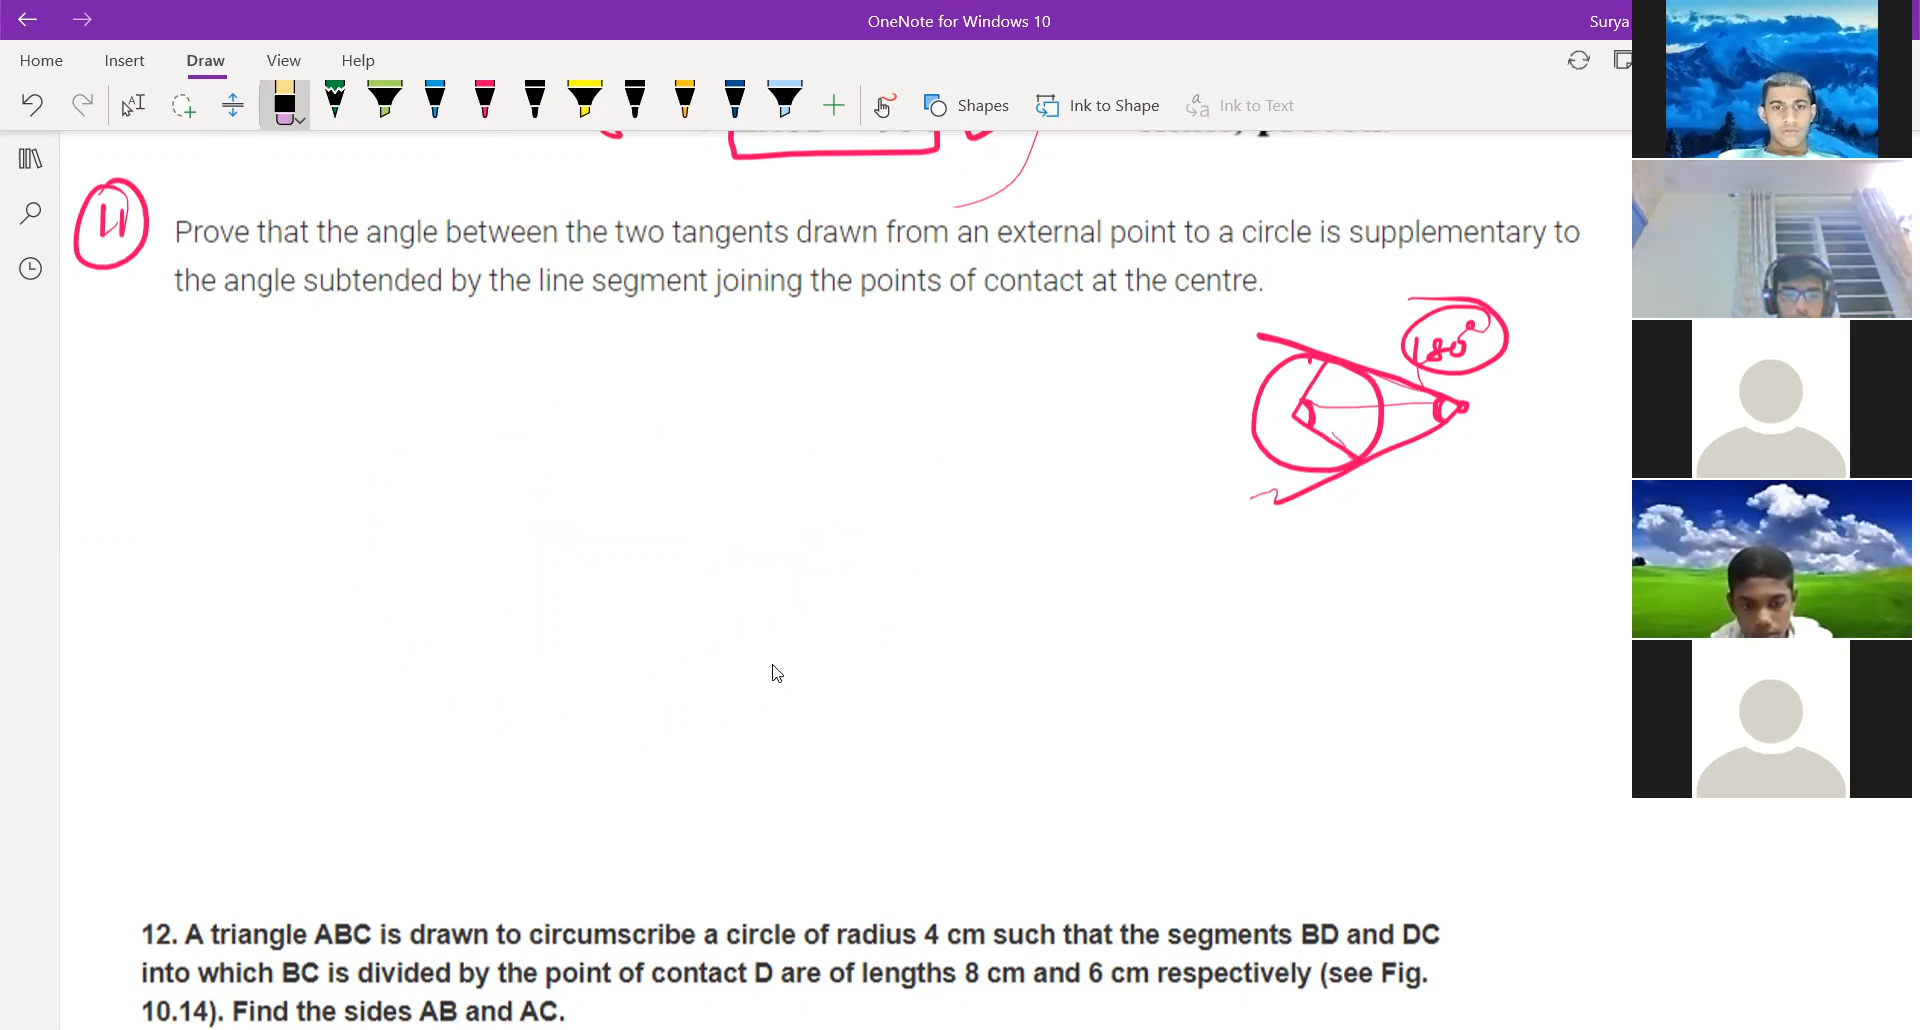 OneNote for Windows 10
Surya
Home Insert Draw View Help
Shapes Ink to Shape Ink to Text
11
Prove that the angle between the two tangents drawn from an external point to a circle is supplementary to
the angle subtended by the line segment joining the points of contact at the centre.
180°
12. A triangle ABC is drawn to circumscribe a circle of radius 4 cm such that the segments BD and DC
into which BC is divided by the point of contact D are of lengths 8 cm and 6 cm respectively (see Fig.
10.14). Find the sides AB and AC.